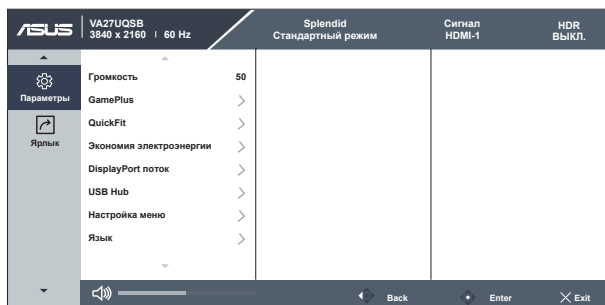 ASUS
VA27UQSB
3840 x 2160 | 60 Hz
Splendid
Стандартный режим
Сигнал
HDMI-1
HDR
ВЫКЛ.
Параметры
Ярлык
Громкость 50
GamePlus
QuickFit
Экономия электроэнергии
DisplayPort поток
USB Hub
Настройка меню
Язык
Back
Enter
Exit